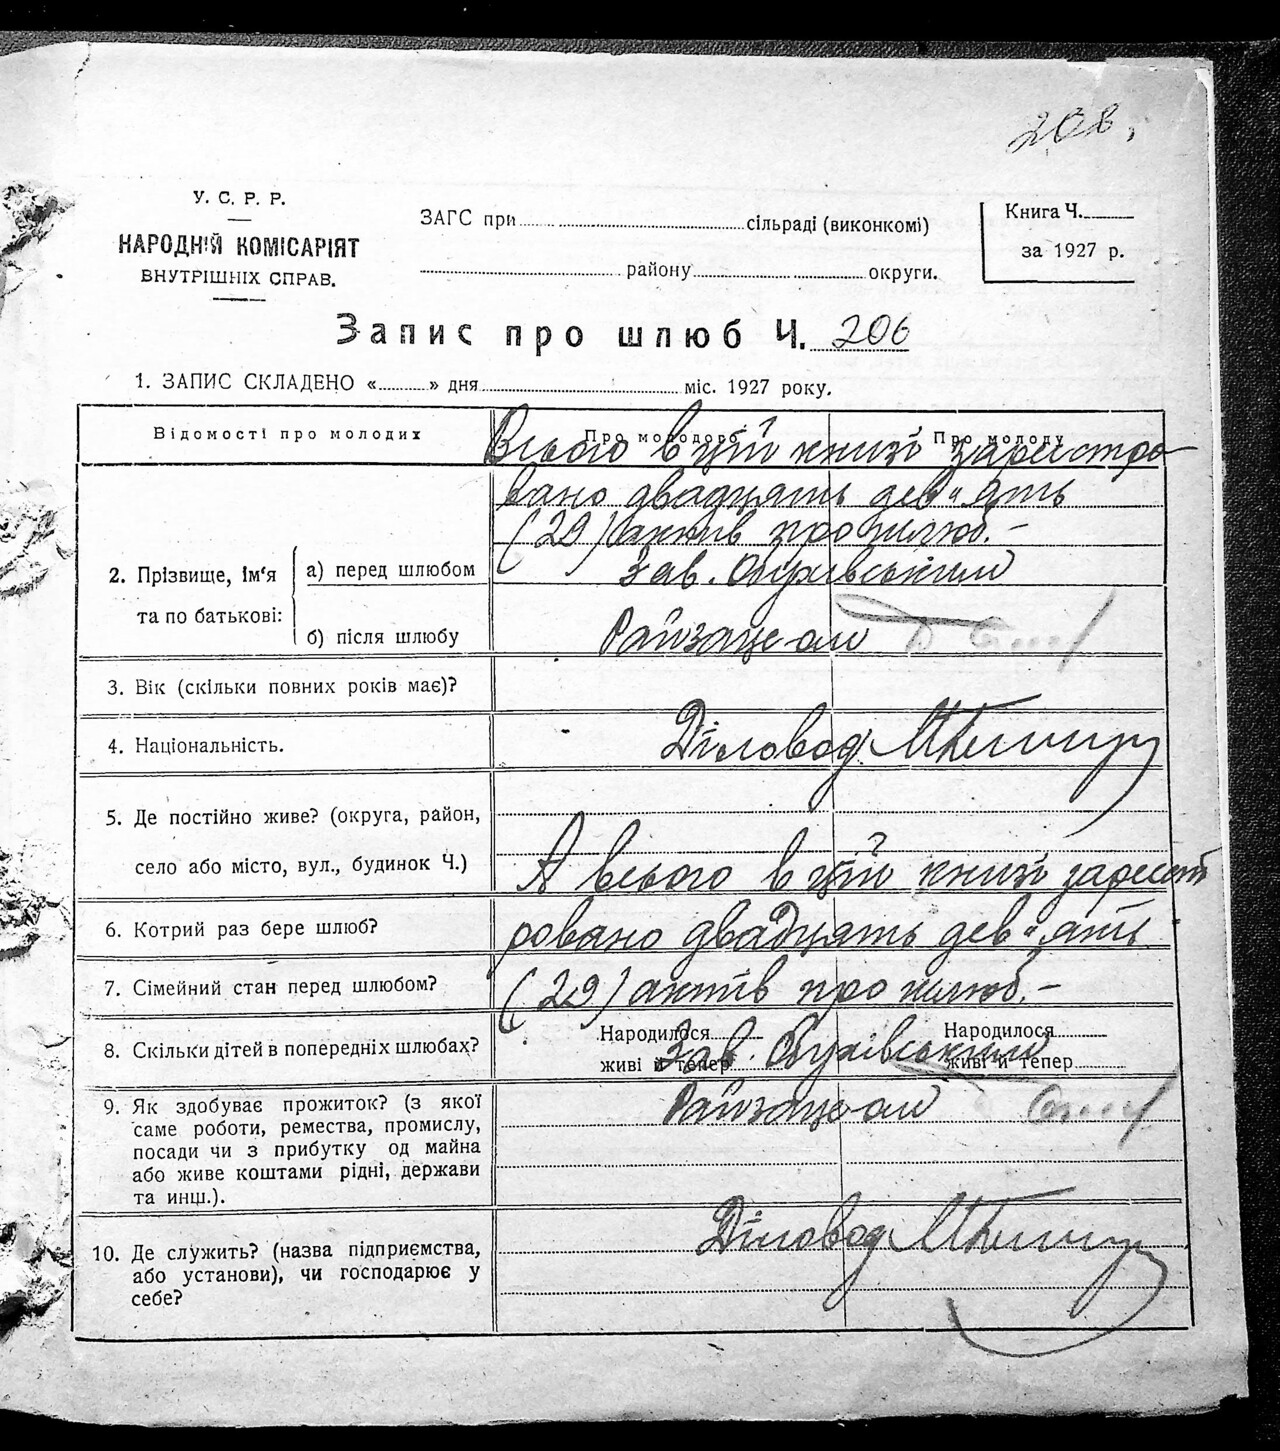 208.
У. С. Р. Р.
НАРОДНІЙ КОМІСАРІЯТ
ВНУТРІШНІХ СПРАВ.
ЗАГС при сільраді (виконкомі)
району округи.
Книга Ч.
за 1927 р.
Запис про шлюб Ч. 206
1. ЗАПИС СКЛАДЕНО « » дня міс. 1927 року.
Відомості про молодих
Про молодого
Про молоду
Всього в цій книзі зареистро-
вано двадцять дев"ять
(29) актів про шлюб.-
Зав. Обухівським
Райзагс-ом
2. Прізвище, ім'я
та по батькові:
а) перед шлюбом
б) після шлюбу
3. Вік (скільки повних років має)?
4. Національність.
Діловод
5. Де постійно живе? (округа, район,
село або місто, вул., будинок Ч.)
А всього в цій книзі зареєст
6. Котрий раз бере шлюб?
ровано двадцять дев"ять
7. Сімейний стан перед шлюбом?
(29) актів про шлюб.-
8. Скільки дітей в попередніх шлюбах?
Народилося
живі й тепер
Народилося
живі й тепер
Зав. Обухівським
Райзагс-ом
9. Як здобуває прожиток? (з якої
саме роботи, ремества, промислу,
посади чи з прибутку од майна
або живе коштами рідні, держави
та инш.).
Діловод
10. Де служить? (назва підприємства,
або установи), чи господарює у
себе?